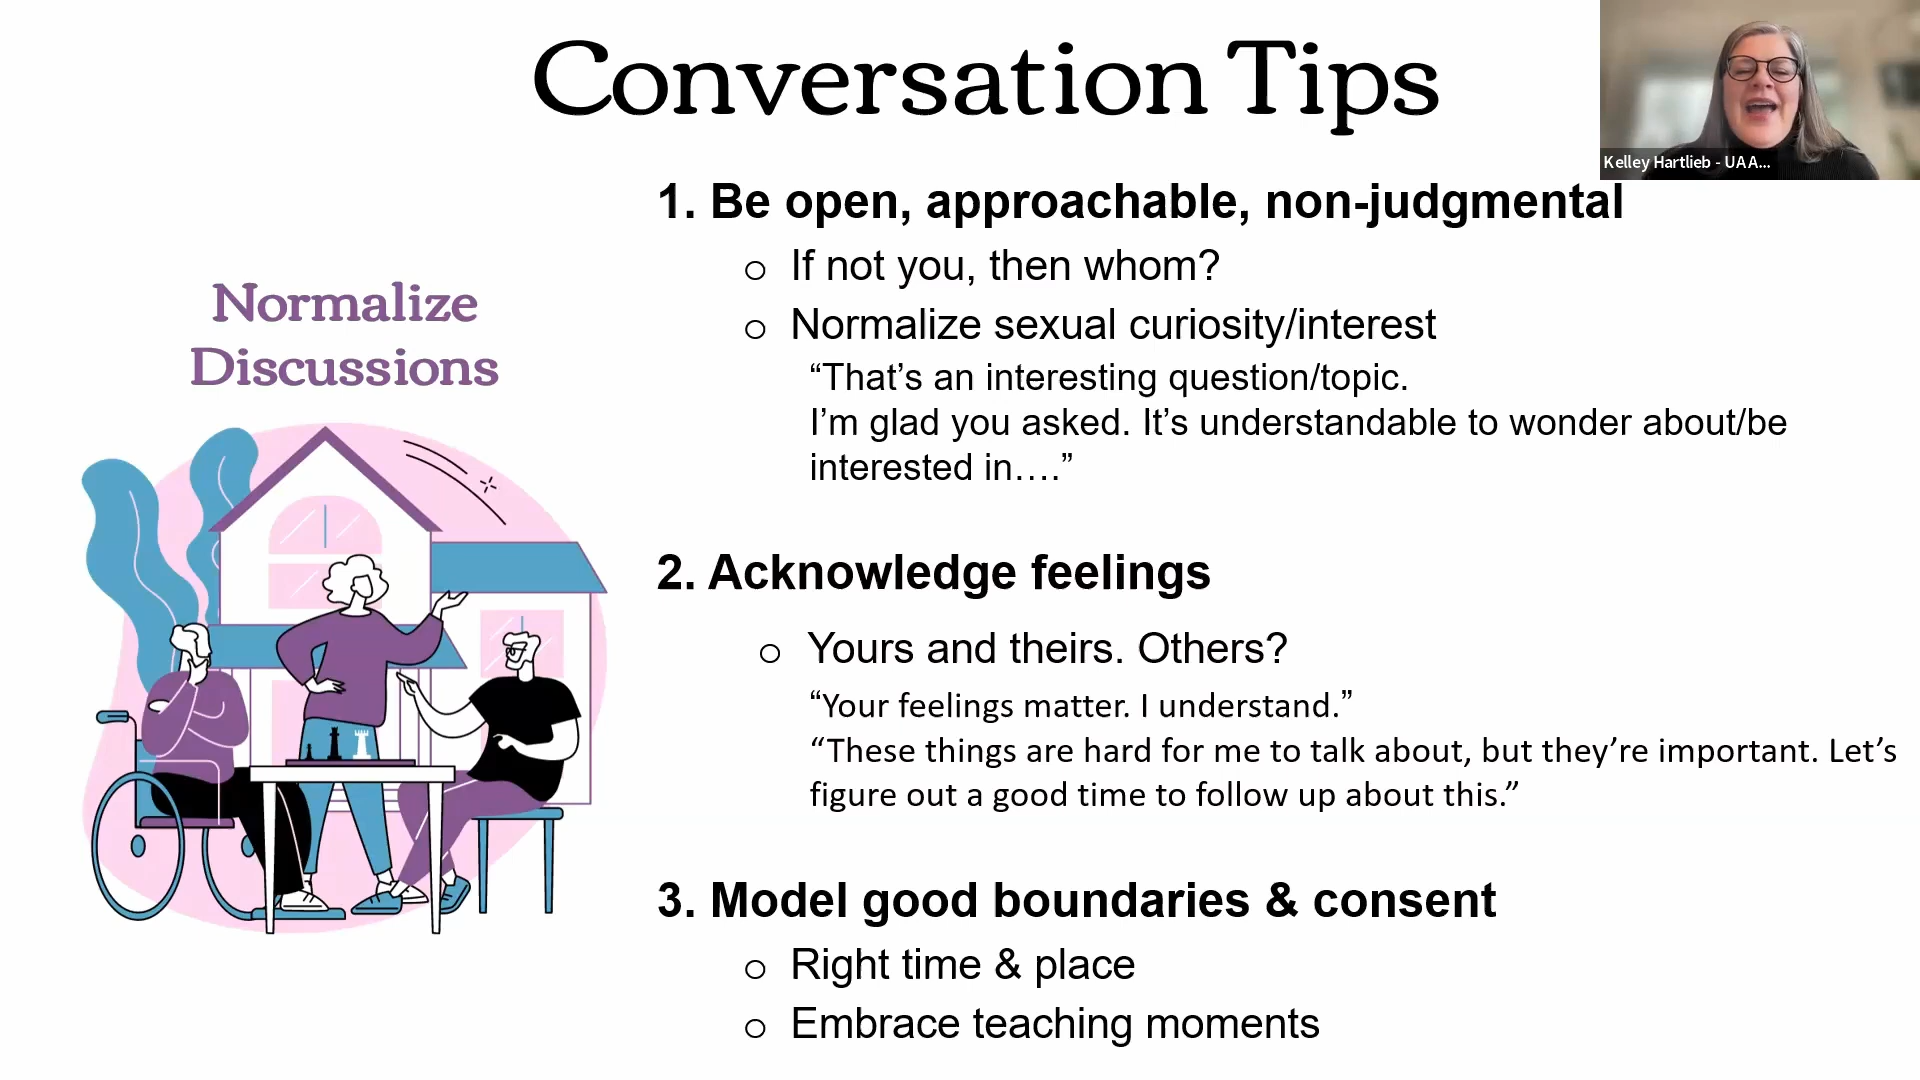 Conversation Tips
Kelley Hartlieb - UAA...
Normalize
Discussions
1. Be open, approachable, non-judgmental
o If not you, then whom?
o Normalize sexual curiosity/interest
“That’s an interesting question/topic.
I’m glad you asked. It’s understandable to wonder about/be
interested in….”
2. Acknowledge feelings
o Yours and theirs. Others?
“Your feelings matter. I understand.”
“These things are hard for me to talk about, but they’re important. Let’s
figure out a good time to follow up about this.”
3. Model good boundaries & consent
o Right time & place
o Embrace teaching moments